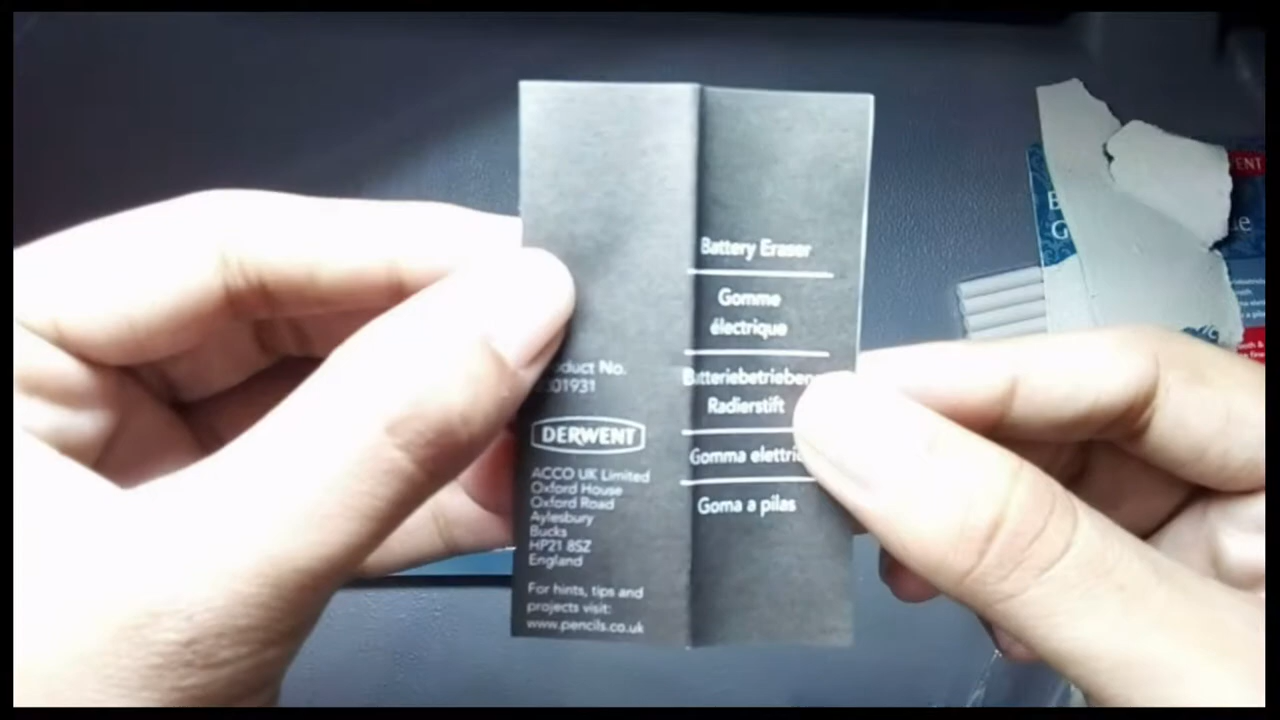 Battery Eraser
Gomme
électrique
Radierstift
Gomma
Goma a pilas
No.
DERWENT
ACCO UK Limited
Oxford House
Oxford Road
Aylesbury
Bucks
HP21 8SZ
England
For hints, tips and
projects visit:
www.pencils.co.uk